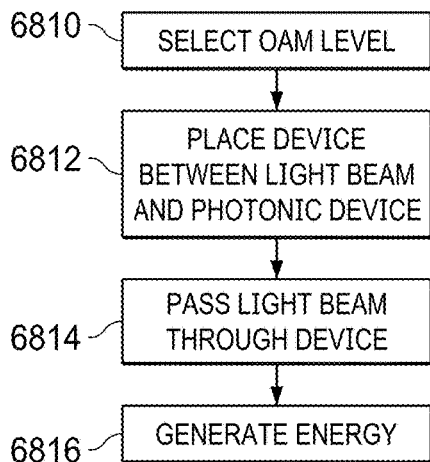 6810
SELECT OAM LEVEL
6812
PLACE DEVICE
BETWEEN LIGHT BEAM
AND PHOTONIC DEVICE
6814
PASS LIGHT BEAM
THROUGH DEVICE
6816
GENERATE ENERGY